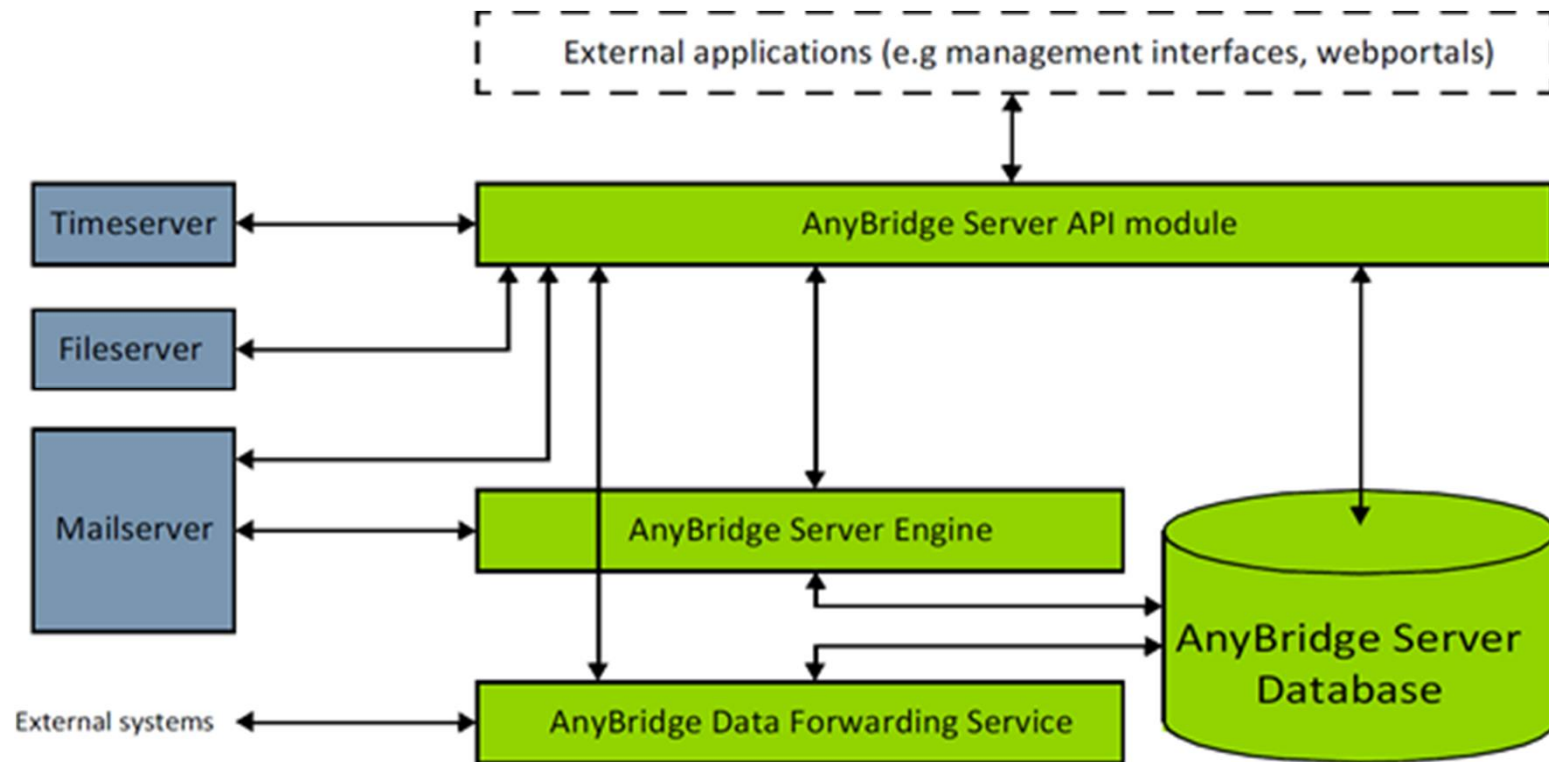 External applications (e.g management interfaces, webportals)
Timeserver
AnyBridge Server API module
Fileserver
Mailserver
AnyBridge Server Engine
AnyBridge Server
Database
External systems
AnyBridge Data Forwarding Service